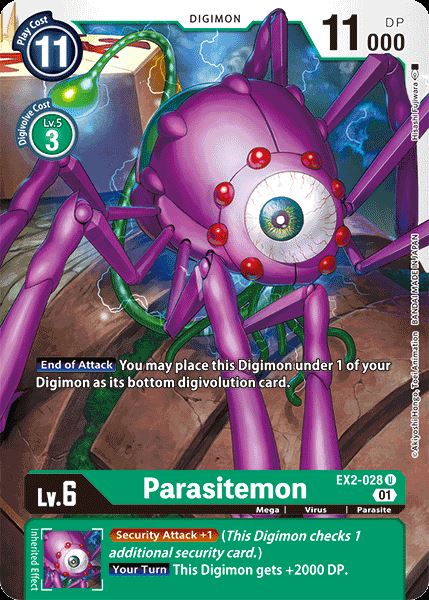 Play Cost
11
DIGIMON
DP
11 000
Digivolve Cost
Lv.5
3
Hisashi Fujiwara
©Akiyoshi Hongo, Toei Animation BANDAI MADE IN JAPAN
End of Attack You may place this Digimon under 1 of your
Digimon as its bottom digivolution card.
EX2-028 U
Lv.6
Parasitemon
01
Mega | Virus | Parasite
Inherited Effect
Security Attack +1 (This Digimon checks 1
additional security card.)
Your Turn This Digimon gets +2000 DP.